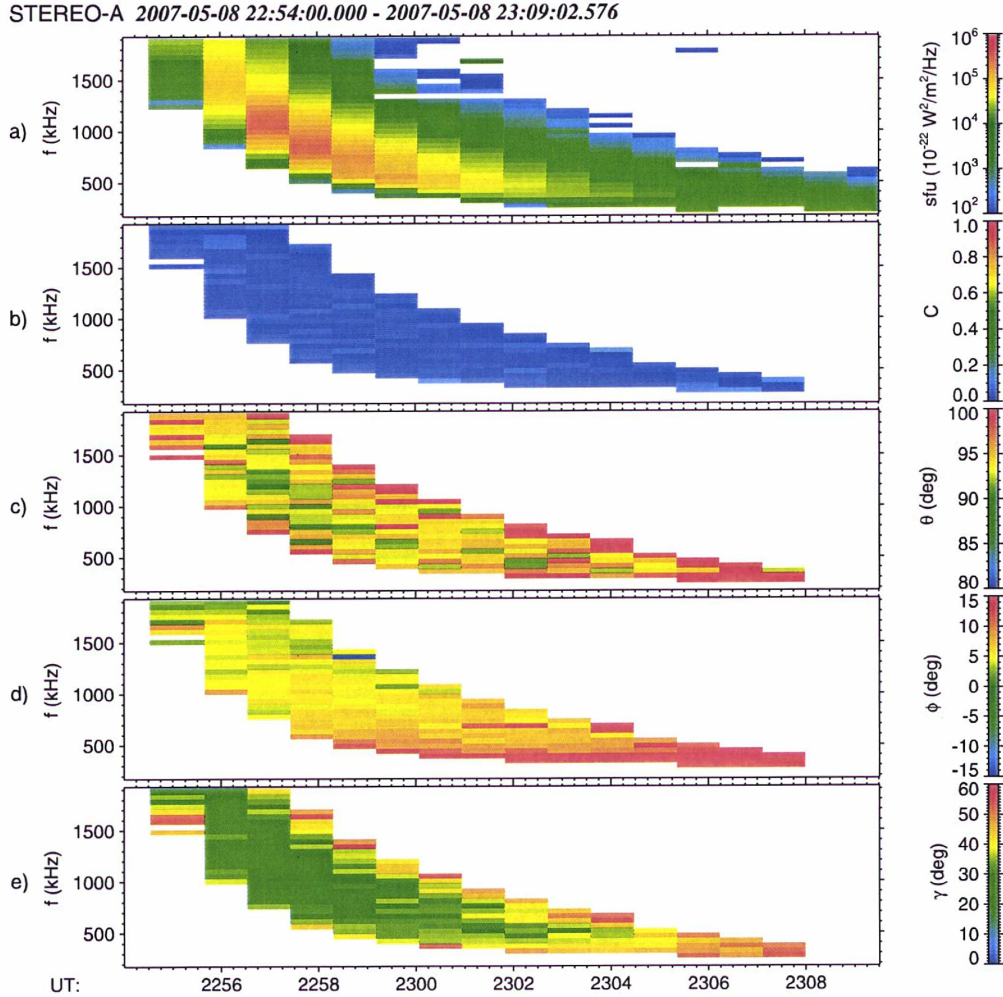 STEREO-A 2007-05-08 22:54:00.000 - 2007-05-08 23:09:02.576
a)
f (kHz)
1500
1000
500
10⁶
10⁵
10⁴
10³
10²
sfu (10⁻²² W²/m²/Hz)
b)
f (kHz)
1500
1000
500
1.0
0.8
0.6
0.4
0.2
0.0
C
c)
f (kHz)
1500
1000
500
100
95
90
85
80
θ (deg)
d)
f (kHz)
1500
1000
500
15
10
5
0
-5
-10
-15
ϕ (deg)
e)
f (kHz)
1500
1000
500
60
50
40
30
20
10
0
γ (deg)
UT: 2256 2258 2300 2302 2304 2306 2308